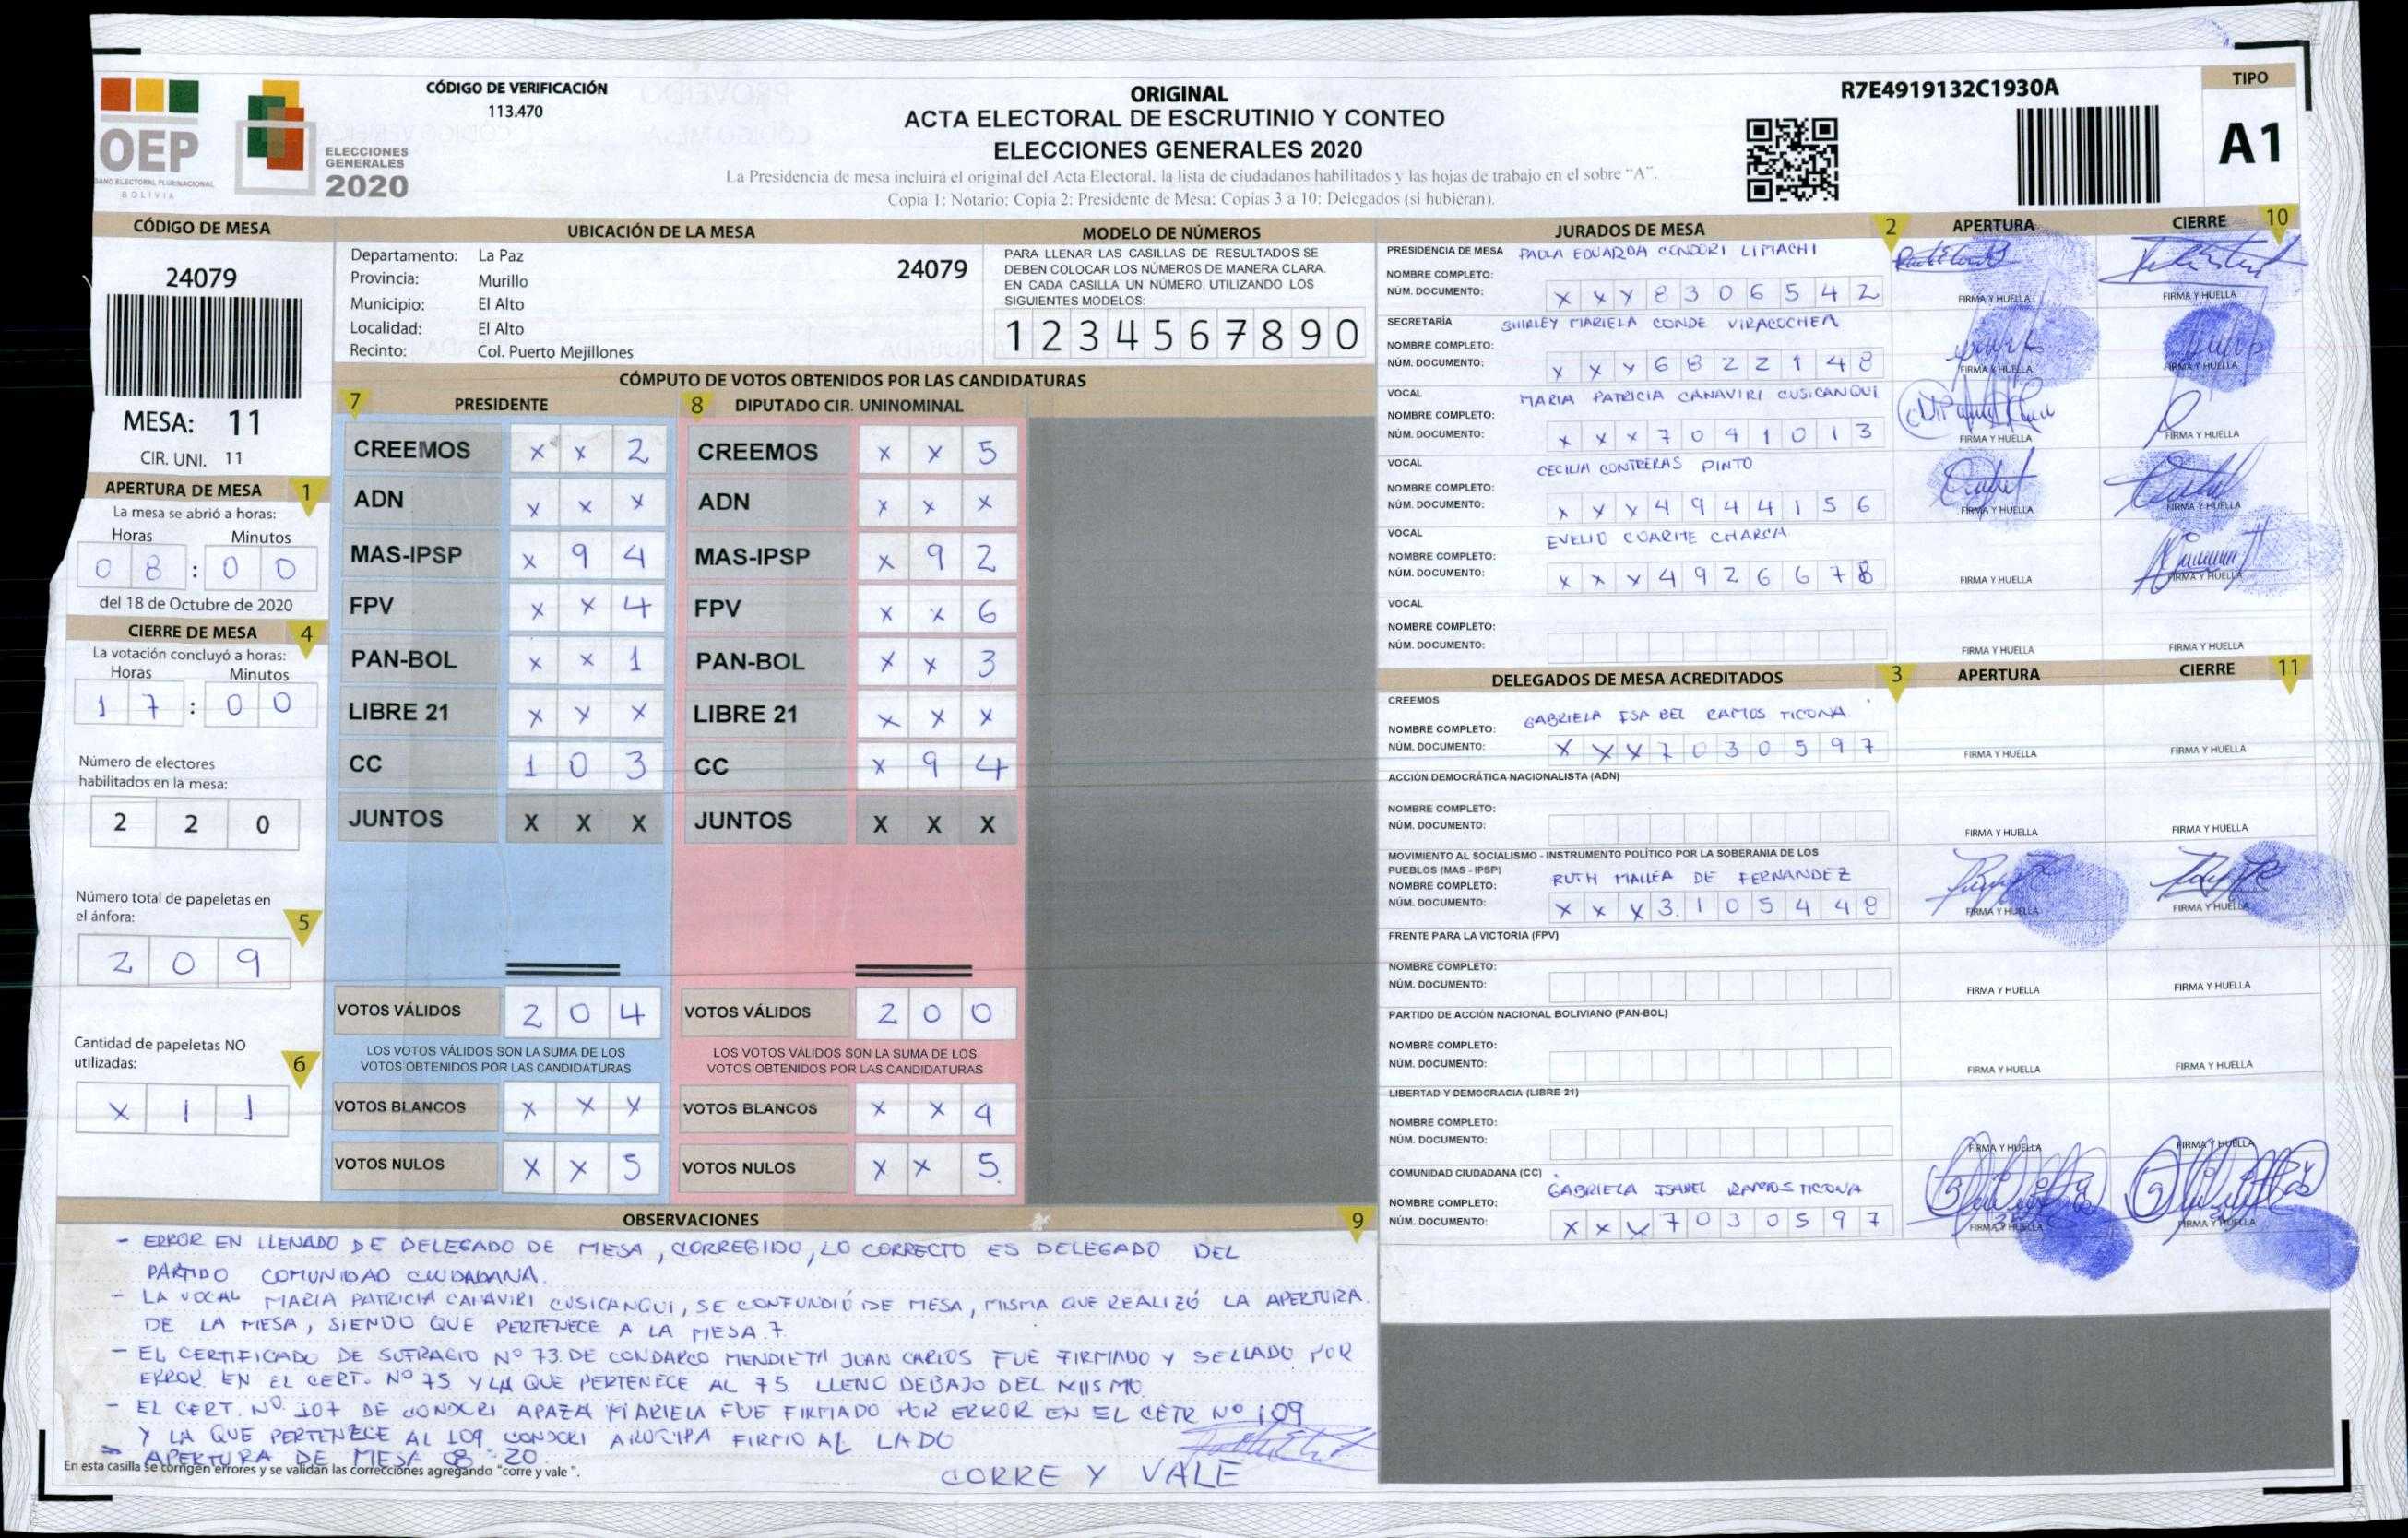 OEP
ÓRGANO ELECTORAL PLURINACIONAL
BOLIVIA
ELECCIONES
GENERALES
2020
CÓDIGO DE VERIFICACIÓN
113.470
ORIGINAL
ACTA ELECTORAL DE ESCRUTINIO Y CONTEO
ELECCIONES GENERALES 2020
La Presidencia de mesa incluirá el original del Acta Electoral, la lista de ciudadanos habilitados y las hojas de trabajo en el sobre "A".
Copia 1: Notario: Copia 2: Presidente de Mesa: Copias 3 a 10: Delegados (si hubieran).
R7E4919132C1930A
TIPO
A1
CÓDIGO DE MESA
24079
MESA: 11
CIR. UNI. 11
APERTURA DE MESA 1
La mesa se abrió a horas:
Horas Minutos
0 8 : 0 0
del 18 de Octubre de 2020
CIERRE DE MESA 4
La votación concluyó a horas:
Horas Minutos
1 7 : 0 0
Número de electores
habilitados en la mesa:
2 2 0
Número total de papeletas en
el ánfora: 5
2 0 9
Cantidad de papeletas NO
utilizadas: 6
X 1 1
UBICACIÓN DE LA MESA
Departamento: La Paz
Provincia: Murillo
Municipio: El Alto
Localidad: El Alto
Recinto: Col. Puerto Mejillones
24079
MODELO DE NÚMEROS
PARA LLENAR LAS CASILLAS DE RESULTADOS SE
DEBEN COLOCAR LOS NÚMEROS DE MANERA CLARA.
EN CADA CASILLA UN NÚMERO, UTILIZANDO LOS
SIGUIENTES MODELOS:
1 2 3 4 5 6 7 8 9 0
CÓMPUTO DE VOTOS OBTENIDOS POR LAS CANDIDATURAS
7 PRESIDENTE
CREEMOS X X 2
ADN X X X
MAS-IPSP X 9 4
FPV X X 4
PAN-BOL X X 1
LIBRE 21 X X X
CC 1 0 3
JUNTOS X X X
VOTOS VÁLIDOS 2 0 4
LOS VOTOS VÁLIDOS SON LA SUMA DE LOS
VOTOS OBTENIDOS POR LAS CANDIDATURAS
VOTOS BLANCOS X X X
VOTOS NULOS X X 5
8 DIPUTADO CIR. UNINOMINAL
CREEMOS X X 5
ADN X X X
MAS-IPSP X 9 2
FPV X X 6
PAN-BOL X X 3
LIBRE 21 X X X
CC X 9 4
JUNTOS X X X
VOTOS VÁLIDOS 2 0 0
LOS VOTOS VÁLIDOS SON LA SUMA DE LOS
VOTOS OBTENIDOS POR LAS CANDIDATURAS
VOTOS BLANCOS X X 4
VOTOS NULOS X X 5
OBSERVACIONES 9
- ERROR EN LLENADO DE DELEGADO DE MESA, CORREGIDO, LO CORRECTO ES DELEGADO DEL
PARTIDO COMUNIDAD CIUDADANA.
- LA VOCAL MARIA PATRICIA CANAVIRI CUSICANQUI, SE CONFUNDIÓ DE MESA, MISMA QUE REALIZÓ LA APERTURA
DE LA MESA, SIENDO QUE PERTENECE A LA MESA 7
- EL CERTIFICADO DE SUFRAGIO Nº 73 DE CONDARCO MENDIETA JUAN CARLOS FUE FIRMADO Y SELLADO POR
ERROR EN EL CERT. Nº 75 Y LA QUE PERTENECE AL 75 LLENO DEBAJO DEL MISMO
- EL CERT. Nº 107 DE CONDORI APAZA MARIELA FUE FIRMADO POR ERROR EN EL CETR Nº 109
Y LA QUE PERTENECE AL 109 CONDORI FIRMO AL LADO
- APERTURA DE MESA 08 20
En esta casilla se corrigen errores y se validan las correcciones agregando "corre y vale ".
CORRE Y VALE
JURADOS DE MESA 2 APERTURA CIERRE 10
PRESIDENCIA DE MESA PAOLA EDUARDA CONDORI LIMACHI
NOMBRE COMPLETO:
NÚM. DOCUMENTO: X X X 8 3 0 6 5 4 2 FIRMA Y HUELLA FIRMA Y HUELLA
SECRETARÍA SHIRLEY MARIELA CONDE VIRACOCHEA
NOMBRE COMPLETO:
NÚM. DOCUMENTO: X X X 6 8 2 2 1 4 8 FIRMA Y HUELLA FIRMA Y HUELLA
VOCAL MARIA PATRICIA CANAVIRI CUSICANQUI
NOMBRE COMPLETO:
NÚM. DOCUMENTO: X X X 7 0 4 1 0 1 3 FIRMA Y HUELLA FIRMA Y HUELLA
VOCAL CECILIA CONTRERAS PINTO
NOMBRE COMPLETO:
NÚM. DOCUMENTO: X X X 4 9 4 4 1 5 6 FIRMA Y HUELLA FIRMA Y HUELLA
VOCAL EVELIO CUARITE CHARCA
NOMBRE COMPLETO:
NÚM. DOCUMENTO: X X X 4 9 2 6 6 7 8 FIRMA Y HUELLA FIRMA Y HUELLA
VOCAL
NOMBRE COMPLETO:
NÚM. DOCUMENTO: FIRMA Y HUELLA FIRMA Y HUELLA
DELEGADOS DE MESA ACREDITADOS 3 APERTURA CIERRE 11
CREEMOS
NOMBRE COMPLETO: GABRIELA ISABEL RAMOS TICONA
NÚM. DOCUMENTO: X X X 7 0 3 0 5 9 7 FIRMA Y HUELLA FIRMA Y HUELLA
ACCIÓN DEMOCRÁTICA NACIONALISTA (ADN)
NOMBRE COMPLETO:
NÚM. DOCUMENTO: FIRMA Y HUELLA FIRMA Y HUELLA
MOVIMIENTO AL SOCIALISMO - INSTRUMENTO POLÍTICO POR LA SOBERANIA DE LOS
PUEBLOS (MAS - IPSP) RUTH MALLEA DE FERNANDEZ
NOMBRE COMPLETO:
NÚM. DOCUMENTO: X X X 3 1 0 5 4 4 8 FIRMA Y HUELLA FIRMA Y HUELLA
FRENTE PARA LA VICTORIA (FPV)
NOMBRE COMPLETO:
NÚM. DOCUMENTO: FIRMA Y HUELLA FIRMA Y HUELLA
PARTIDO DE ACCIÓN NACIONAL BOLIVIANO (PAN-BOL)
NOMBRE COMPLETO:
NÚM. DOCUMENTO: FIRMA Y HUELLA FIRMA Y HUELLA
LIBERTAD Y DEMOCRACIA (LIBRE 21)
NOMBRE COMPLETO:
NÚM. DOCUMENTO: FIRMA Y HUELLA FIRMA Y HUELLA
COMUNIDAD CIUDADANA (CC) GABRIELA ISABEL RAMOS TICONA
NOMBRE COMPLETO:
NÚM. DOCUMENTO: X X X 7 0 3 0 5 9 7 FIRMA Y HUELLA FIRMA Y HUELLA